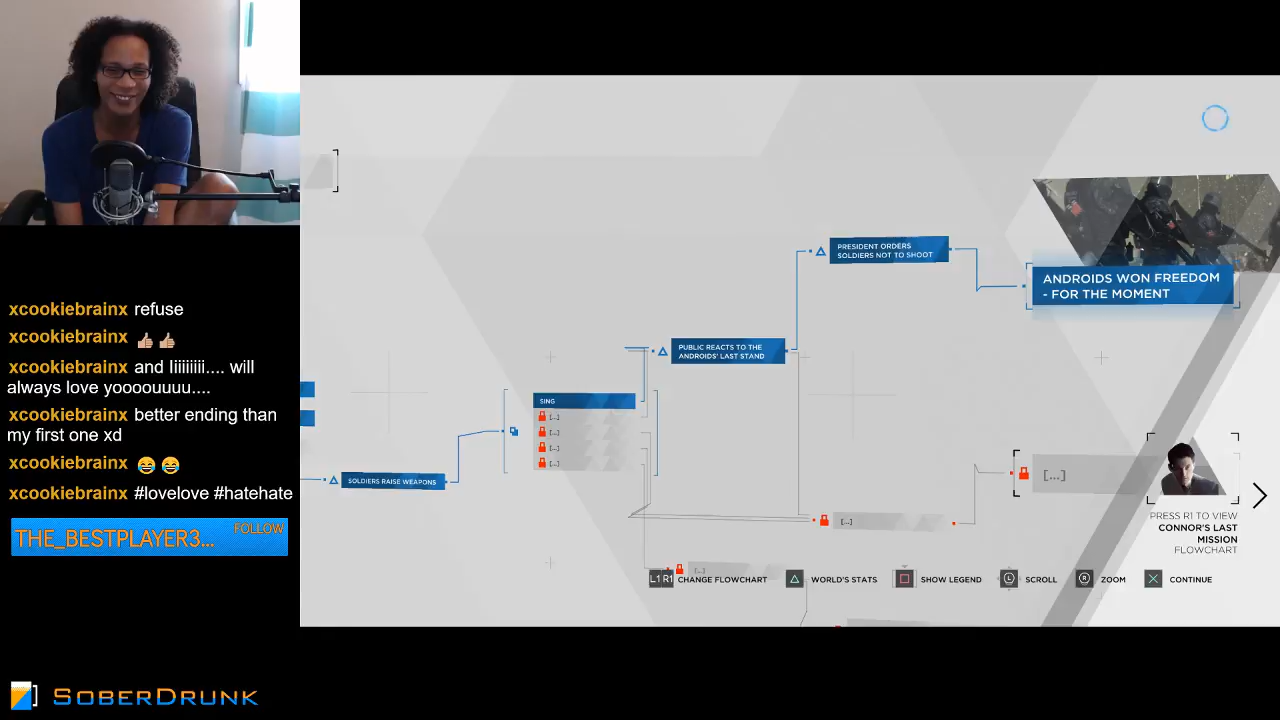 xcookiebrainx refuse
xcookiebrainx 👍🏼 👍🏼
xcookiebrainx and Iiiiiiiii.... will
always love yoooouuuu....
xcookiebrainx better ending than
my first one xd
xcookiebrainx 😂 😂
xcookiebrainx #lovelove #hatehate
THE_BESTPLAYER3... FOLLOW
SOBERDRUNK
PRESIDENT ORDERS
SOLDIERS NOT TO SHOOT
ANDROIDS WON FREEDOM
- FOR THE MOMENT
PUBLIC REACTS TO THE
ANDROIDS' LAST STAND
SING
[...]
[...]
[...]
[...]
SOLDIERS RAISE WEAPONS
[...]
[...]
[...]
PRESS R1 TO VIEW
CONNOR'S LAST
MISSION
FLOWCHART
L1 R1 CHANGE FLOWCHART WORLD'S STATS SHOW LEGEND L SCROLL R ZOOM CONTINUE